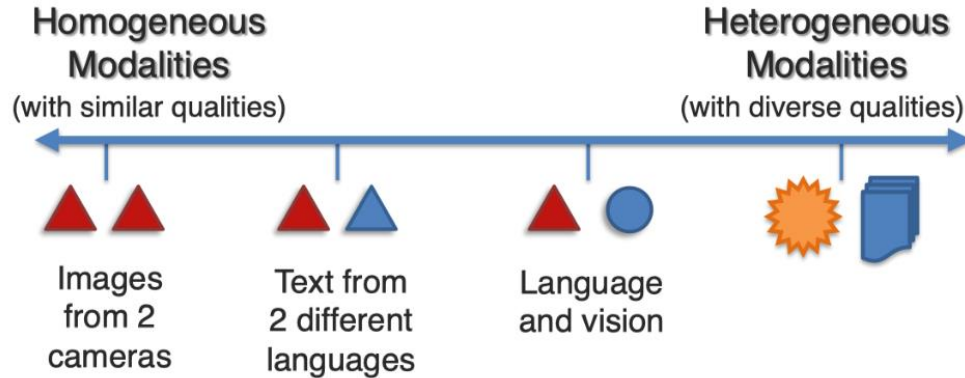 Homogeneous
Modalities
(with similar qualities)
Heterogeneous
Modalities
(with diverse qualities)
Images
from 2
cameras
Text from
2 different
languages
Language
and vision